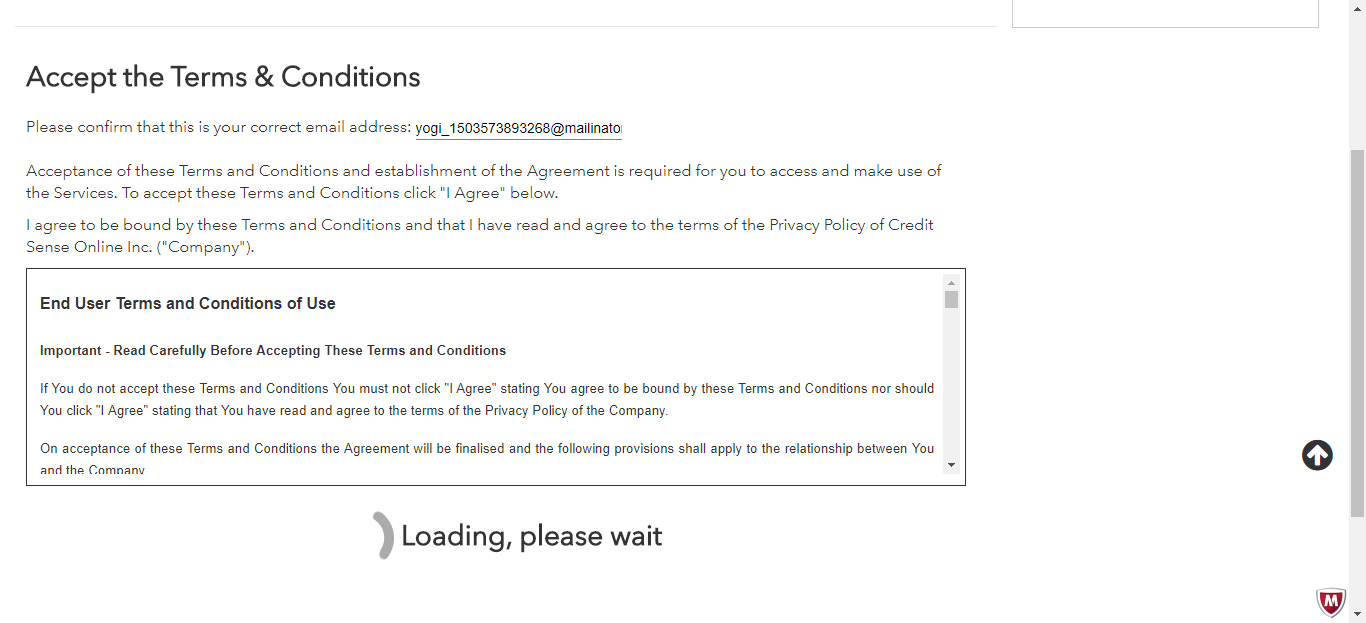 Accept the Terms & Conditions
Please confirm that this is your correct email address: yogi_1503573893268@mailinato
Acceptance of these Terms and Conditions and establishment of the Agreement is required for you to access and make use of
the Services. To accept these Terms and Conditions click "I Agree" below.
I agree to be bound by these Terms and Conditions and that I have read and agree to the terms of the Privacy Policy of Credit
Sense Online Inc. ("Company").
End User Terms and Conditions of Use
Important - Read Carefully Before Accepting These Terms and Conditions
If You do not accept these Terms and Conditions You must not click "I Agree" stating You agree to be bound by these Terms and Conditions nor should
You click "I Agree" stating that You have read and agree to the terms of the Privacy Policy of the Company.
On acceptance of these Terms and Conditions the Agreement will be finalised and the following provisions shall apply to the relationship between You
and the Company
Loading, please wait
M